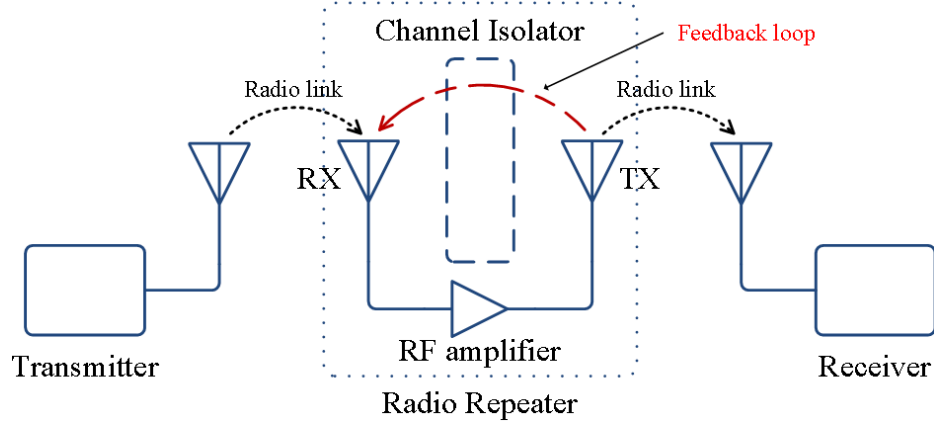 Channel Isolator
Feedback loop
Radio link
Radio link
RX
TX
RF amplifier
Transmitter
Receiver
Radio Repeater